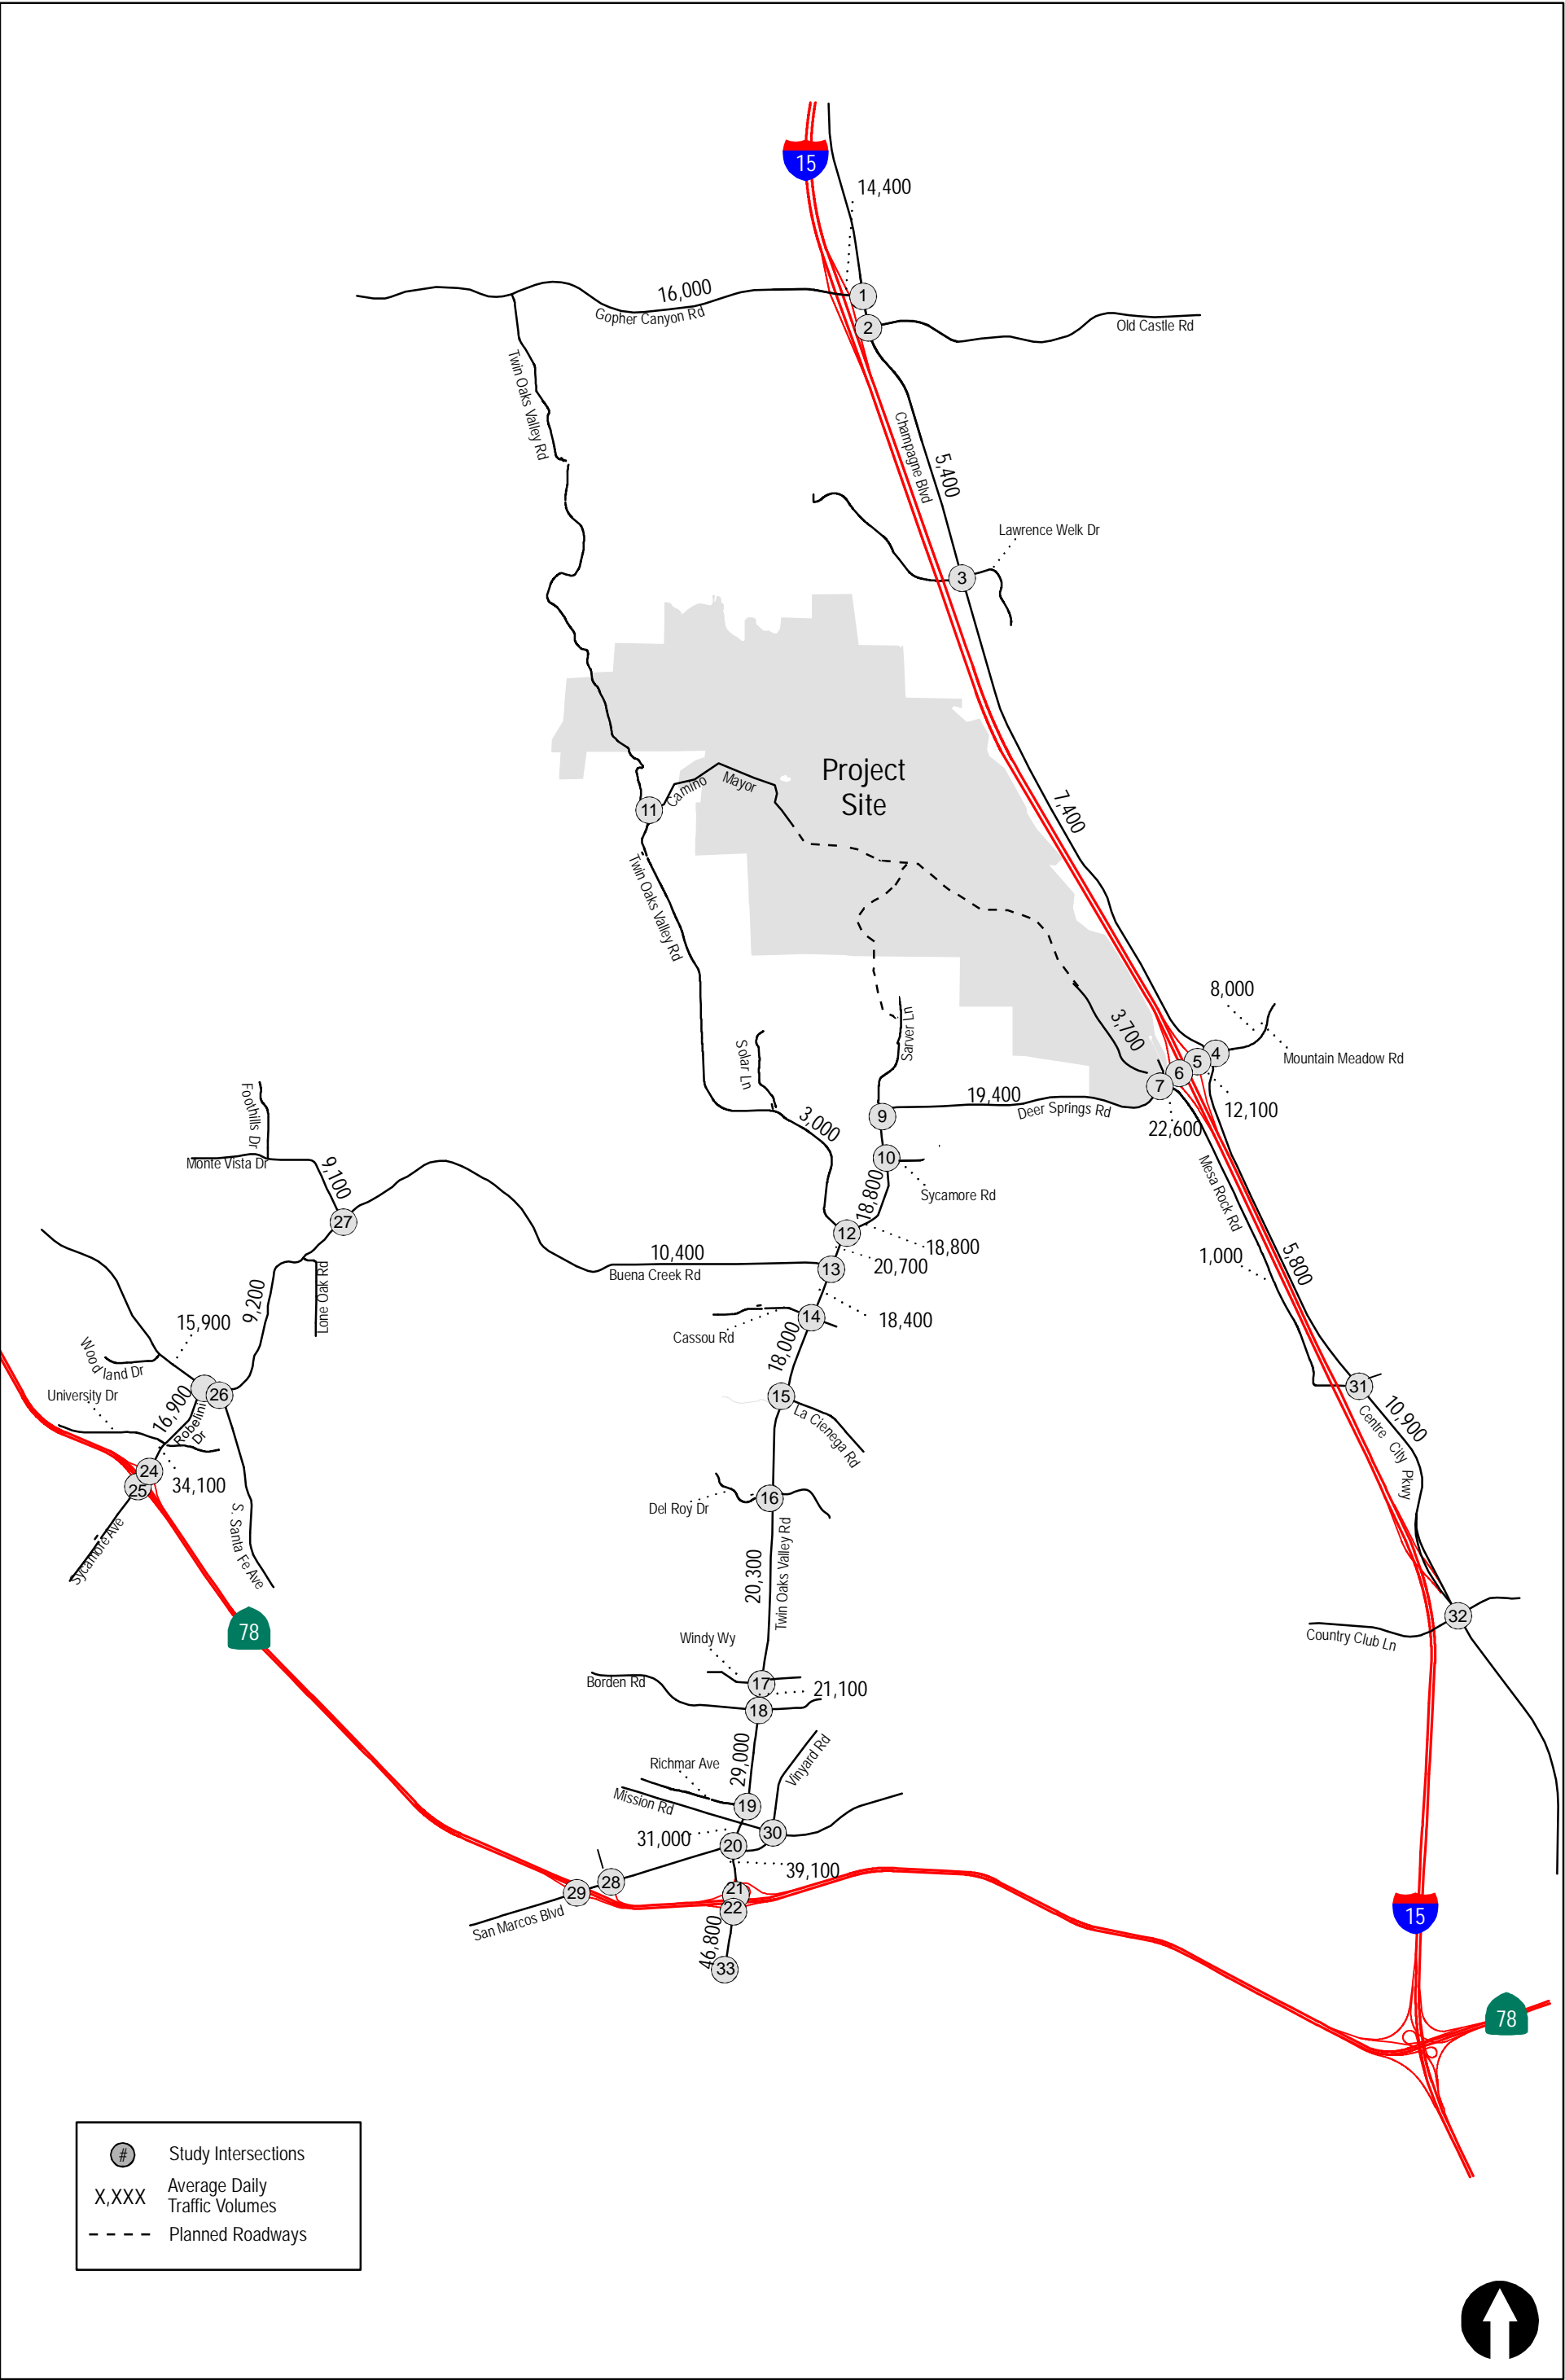 15
14,400
16,000
Gopher Canyon Rd
1
2
Old Castle Rd
Twin Oaks Valley Rd
Champagne Blvd
5,400
Lawrence Welk Dr
3
Project
Site
Camino Mayor
11
7,400
Twin Oaks Valley Rd
8,000
Mountain Meadow Rd
3,700
4
5
6
7
12,100
22,600
Solar Ln
Sarver Ln
19,400
Deer Springs Rd
9
3,000
10
Sycamore Rd
18,800
Foothills Dr
Monte Vista Dr
9,100
27
Mesa Rock Rd
12
18,800
20,700
10,400
Buena Creek Rd
13
1,000
5,800
Lone Oak Rd
9,200
18,400
14
Cassou Rd
18,000
15,900
Woodland Dr
University Dr
16,900
Robelini
Dr
26
15
La Cienega Rd
31
10,900
Centre City Pkwy
24
25
34,100
Sycamore Ave
S. Santa Fe Ave
Del Roy Dr
16
20,300
Twin Oaks Valley Rd
78
Windy Wy
32
Country Club Ln
Borden Rd
17
21,100
18
29,000
Richmar Ave
Mission Rd
Vinyard Rd
19
30
31,000
20
39,100
28
29
21
22
San Marcos Blvd
46,800
33
15
78
# Study Intersections
X,XXX Average Daily
Traffic Volumes
Planned Roadways